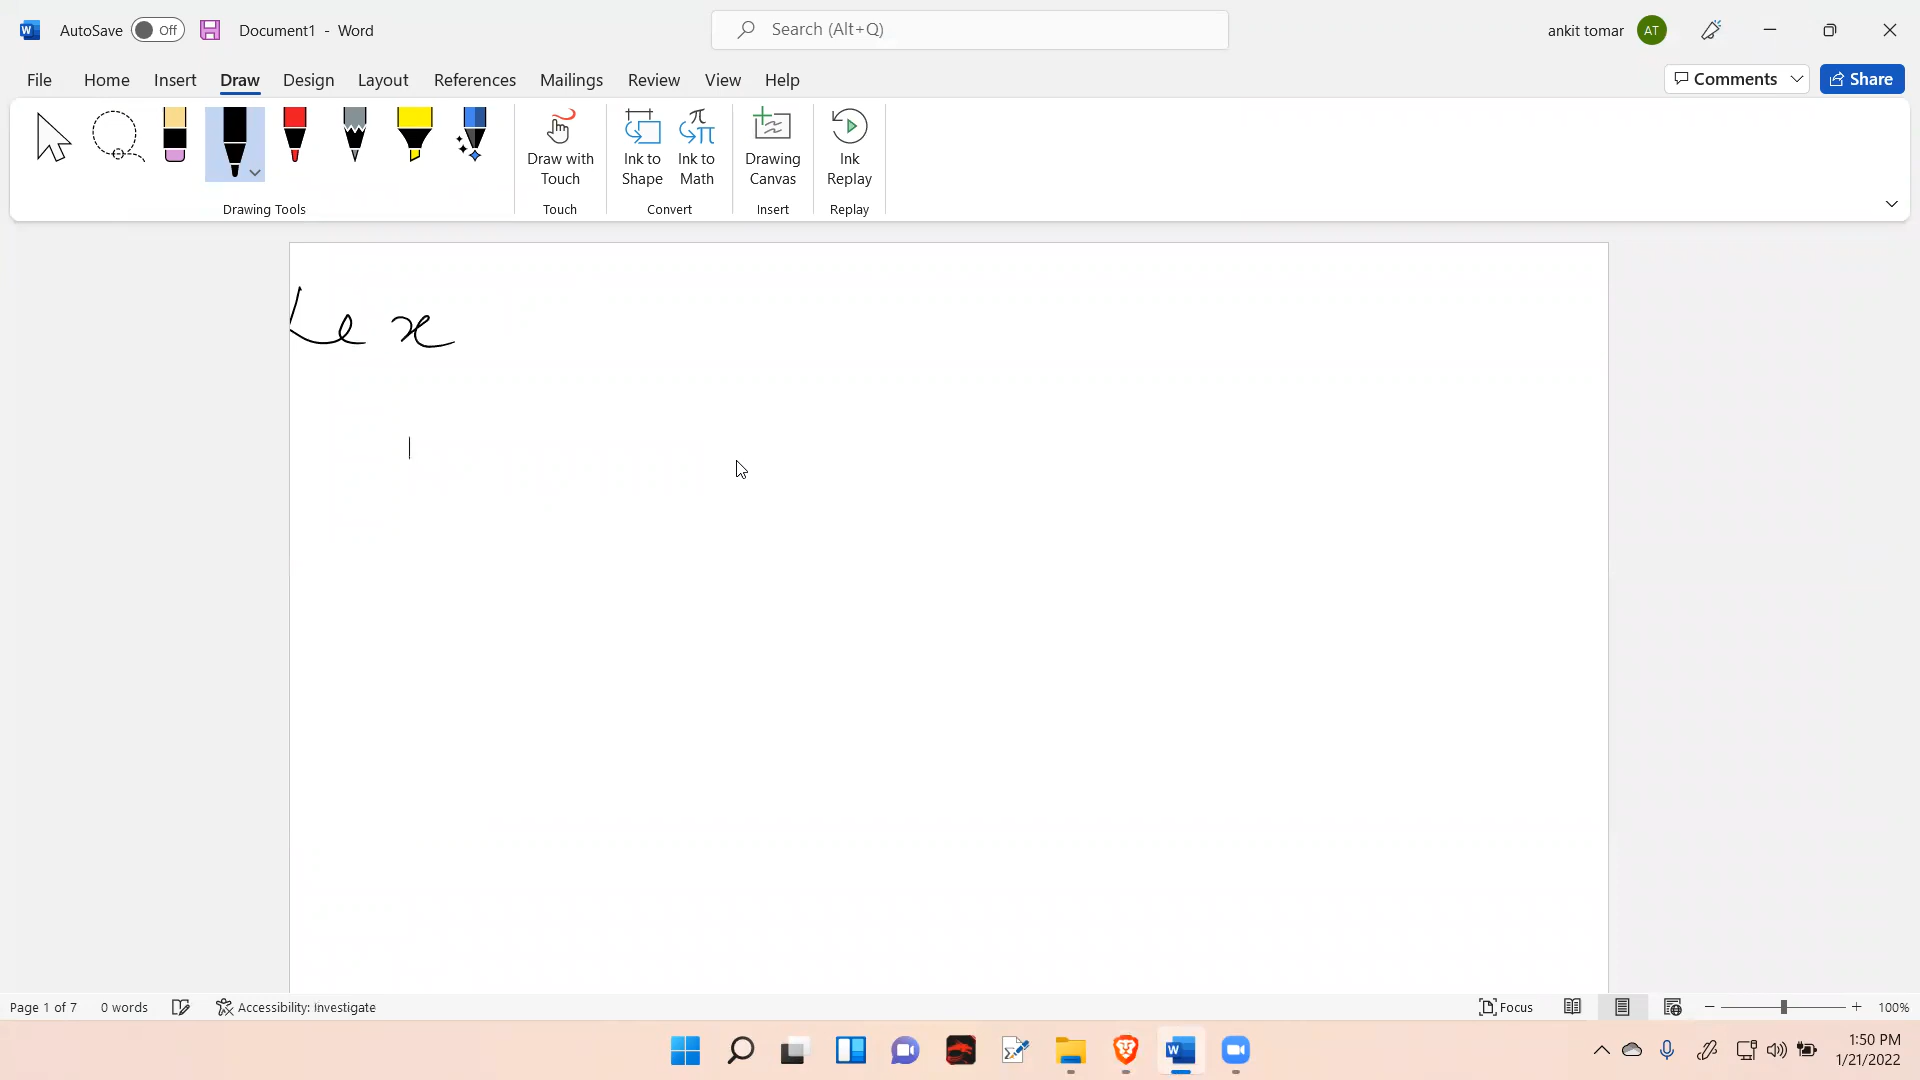 AutoSave Off Document1 - Word Search (Alt+Q) ankit tomar AT
File Home Insert Draw Design Layout References Mailings Review View Help Comments Share
Draw with Touch
Ink to Shape
Ink to Math
Drawing Canvas
Ink Replay
Drawing Tools Touch Convert Insert Replay
Lex
Page 1 of 7 0 words Accessibility: Investigate Focus 100%
1:50 PM
1/21/2022